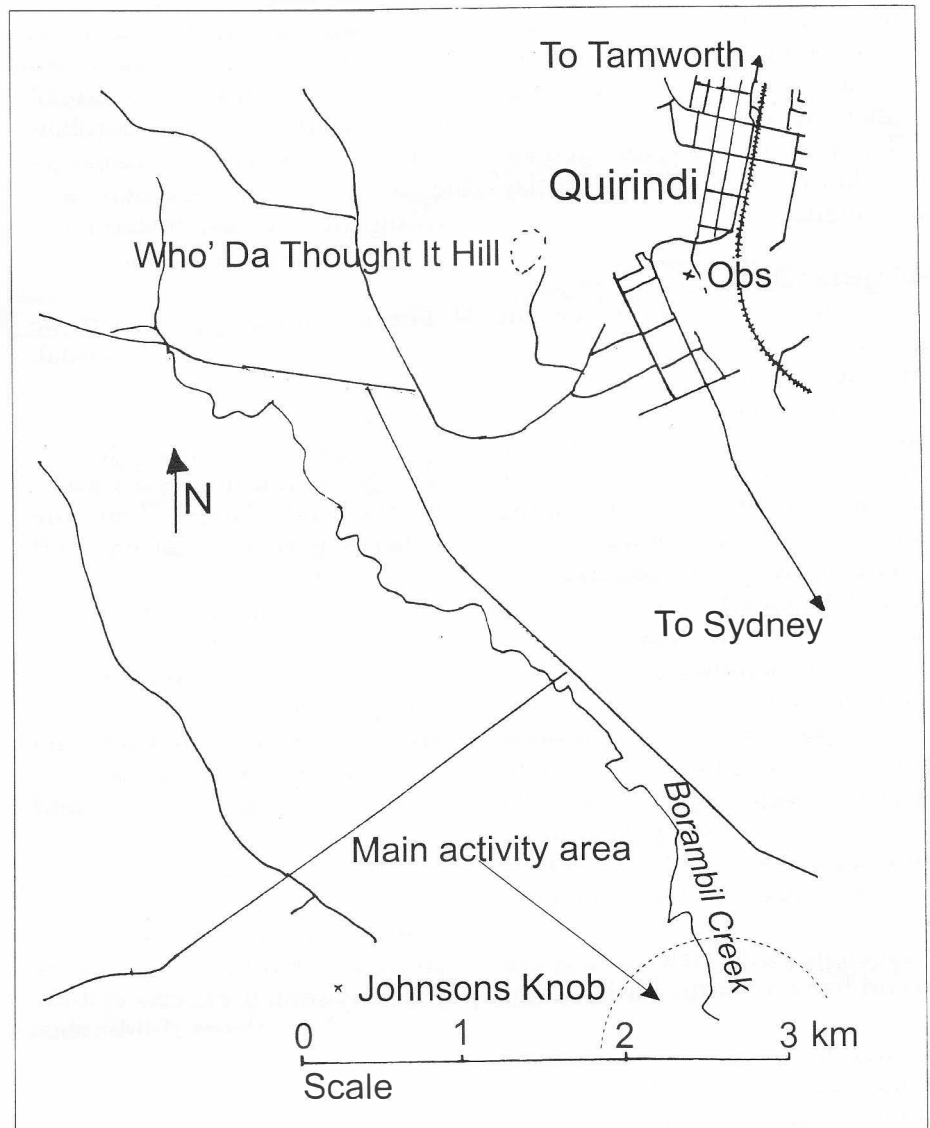 To Tamworth
Quirindi
Who' Da Thought It Hill
Obs
N
To Sydney
Borambil Creek
Main activity area
Johnsons Knob
0 1 2 3 km
Scale